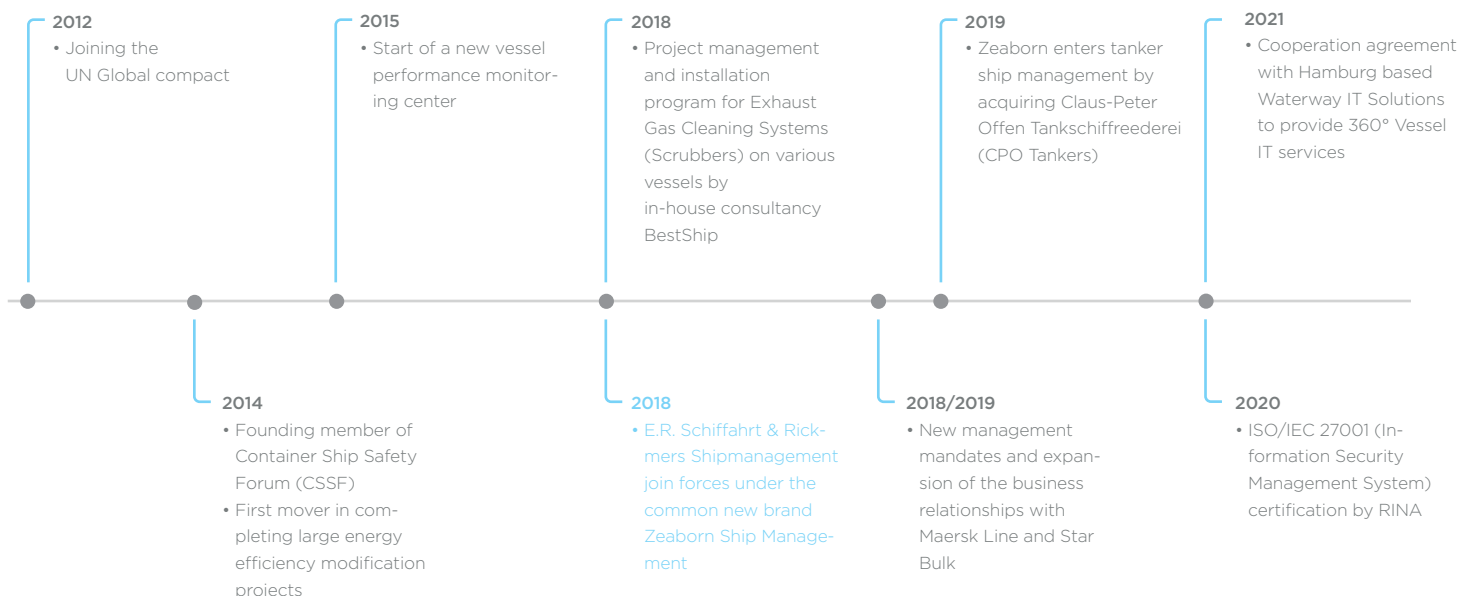 2012
• Joining the
UN Global compact
2015
• Start of a new vessel
performance monitor-
ing center
2018
• Project management
and installation
program for Exhaust
Gas Cleaning Systems
(Scrubbers) on various
vessels by
in-house consultancy
BestShip
2019
• Zeaborn enters tanker
ship management by
acquiring Claus-Peter
Offen Tankschiffreederei
(CPO Tankers)
2021
• Cooperation agreement
with Hamburg based
Waterway IT Solutions
to provide 360° Vessel
IT services
2014
• Founding member of
Container Ship Safety
Forum (CSSF)
• First mover in com-
pleting large energy
efficiency modification
projects
2018
• E.R. Schiffahrt & Rick-
mers Shipmanagement
join forces under the
common new brand
Zeaborn Ship Manage-
ment
2018/2019
• New management
mandates and expan-
sion of the business
relationships with
Maersk Line and Star
Bulk
2020
• ISO/IEC 27001 (In-
formation Security
Management System)
certification by RINA